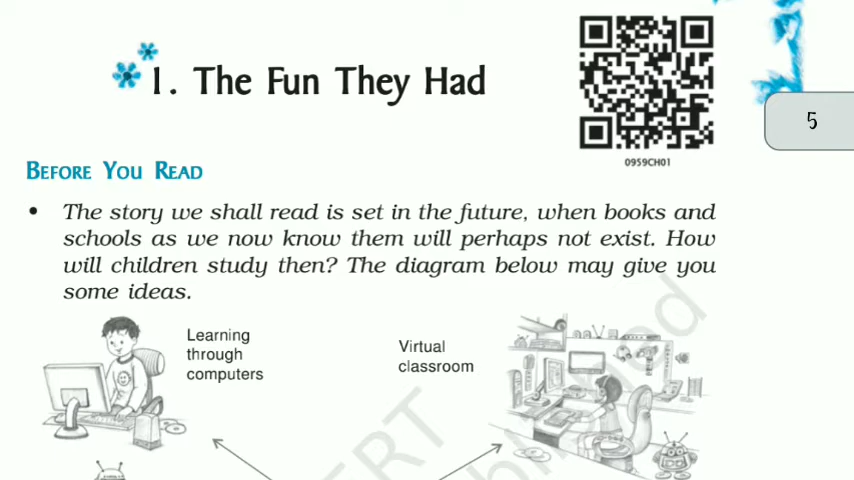 1. The Fun They Had
0959CH01
5
BEFORE YOU READ
• The story we shall read is set in the future, when books and
schools as we now know them will perhaps not exist. How
will children study then? The diagram below may give you
some ideas.
Learning
through
computers
Virtual
classroom